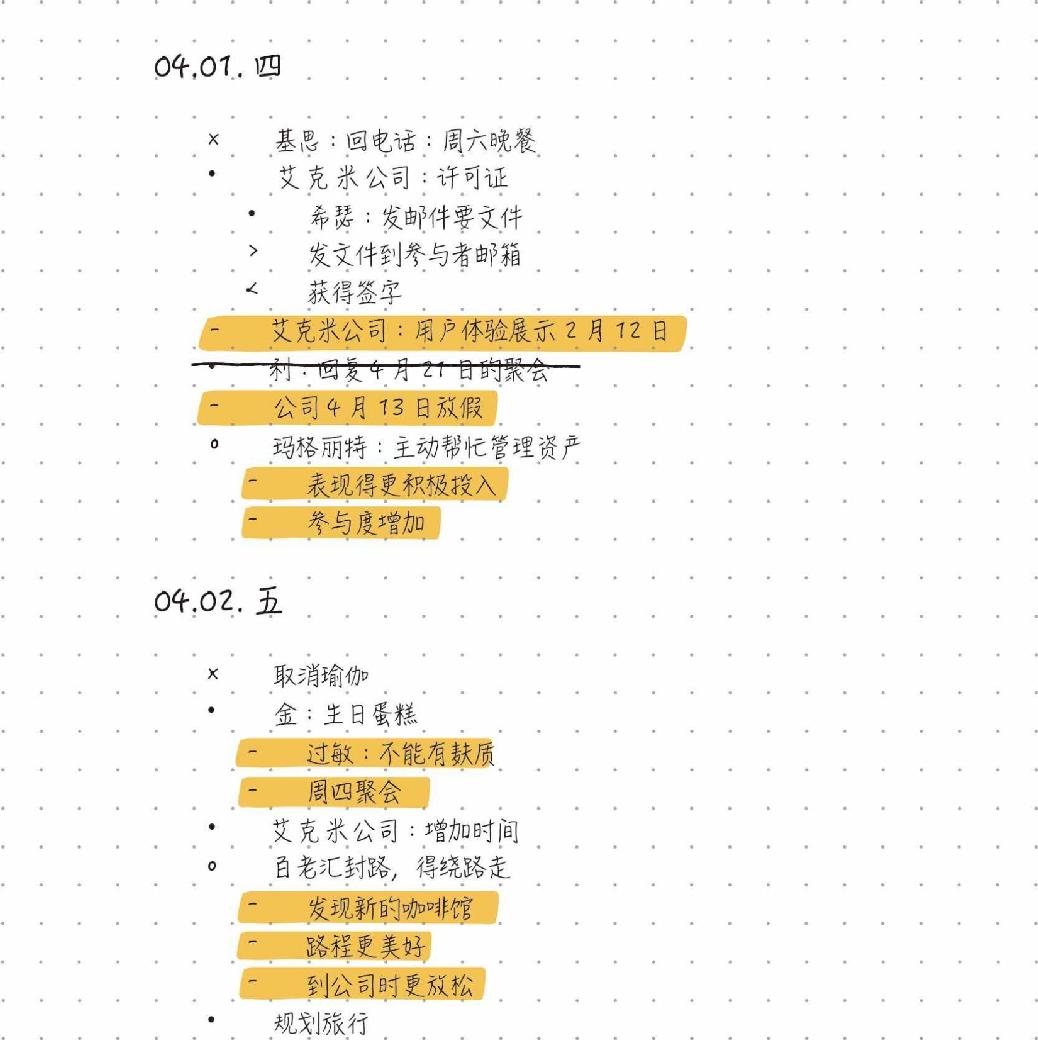 04.01. 四
× 基思：回电话：周六晚餐
• 艾克米公司：许可证
• 希瑟：发邮件要文件
> 发文件到参与者邮箱
< 获得签字
- 艾克米公司：用户体验展示2月12日
• 利：回复4月21日的聚会
- 公司4月13日放假
o 玛格丽特：主动帮忙管理资产
- 表现得更积极投入
- 参与度增加
04.02. 五
× 取消瑜伽
• 金：生日蛋糕
- 过敏：不能有麸质
- 周四聚会
• 艾克米公司：增加时间
o 百老汇封路，得绕路走
- 发现新的咖啡馆
- 路程更美好
- 到公司时更放松
• 规划旅行